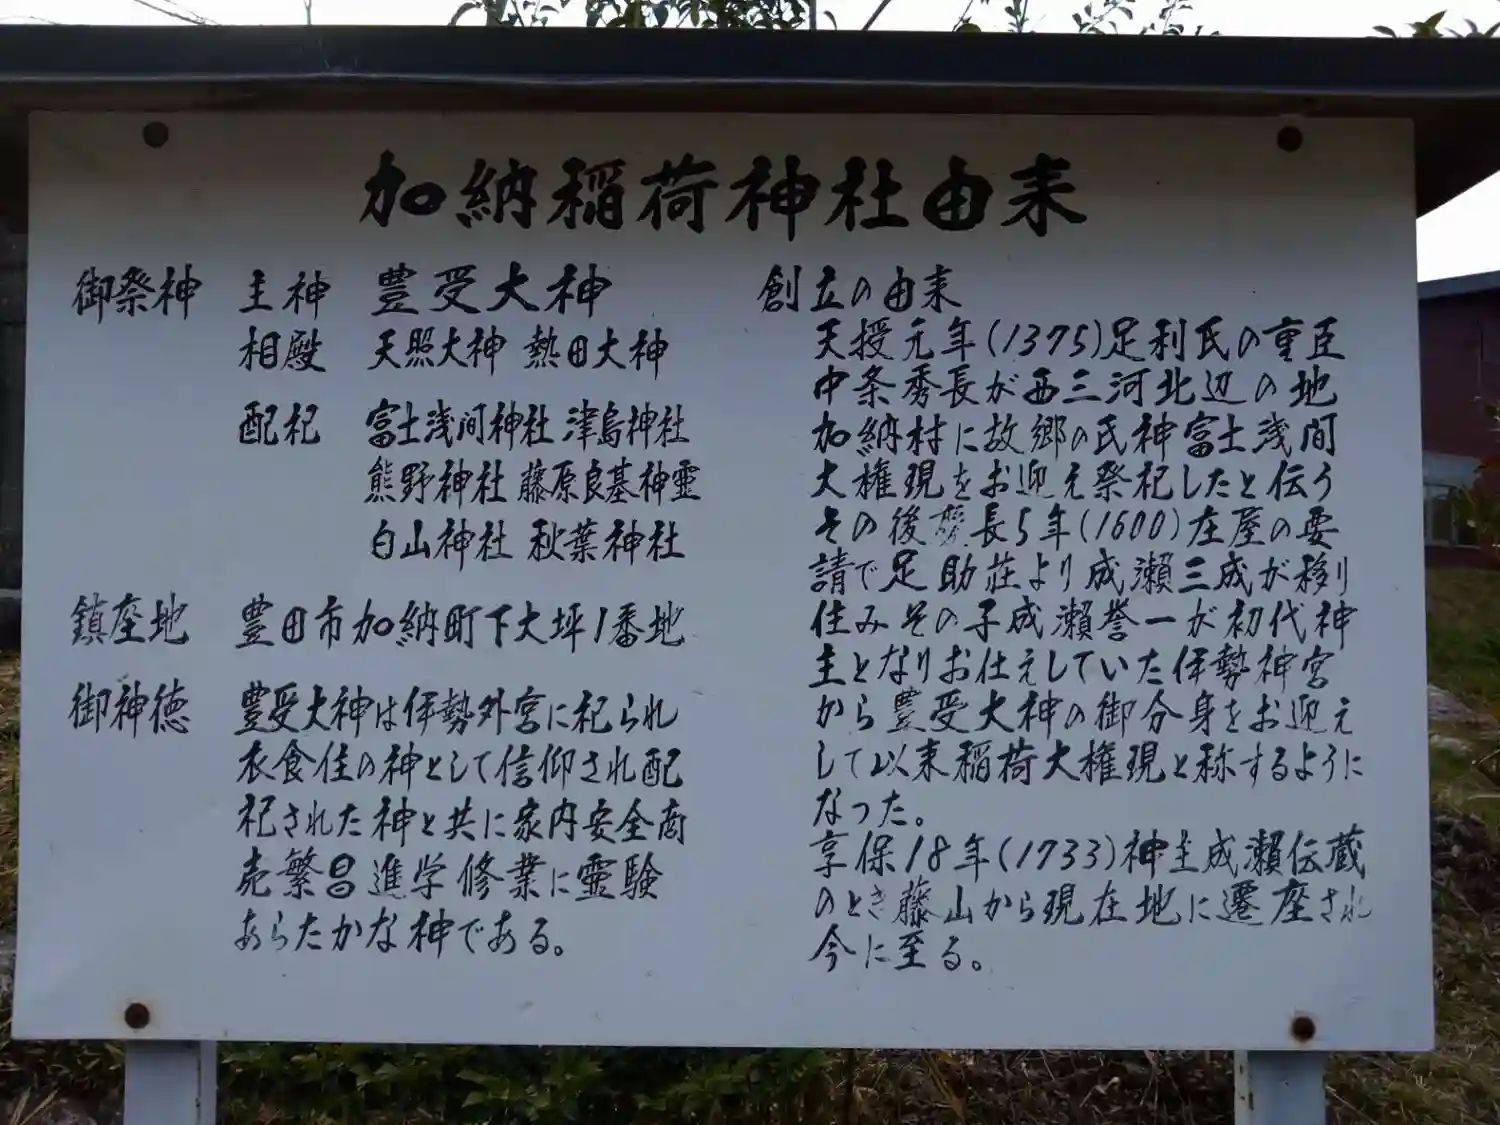 加納稲荷神社由来
御祭神 主神 豊受大神
相殿 天照大神 熱田大神
配祀 富士浅間神社 津島神社
熊野神社 藤原良基神霊
白山神社 秋葉神社
鎮座地 豊田市加納町下大坪1番地
御神徳 豊受大神は伊勢外宮に祀られ
衣食住の神として信仰され配
祀された神と共に家内安全商
売繁昌進学修業に霊験
あらたかな神である。
創立の由来
天授元年(1375)足利氏の重臣
中条秀長が西三河北辺の地
加納村に故郷の氏神富士浅間
大権現をお迎え祭祀したと伝う
その後慶長5年(1600)庄屋の要
請で足助荘より成瀬三成が移り
住みその子成瀬誉一が初代神
主となりお仕えしていた伊勢神宮
から豊受大神の御分身をお迎え
して以来稲荷大権現と称するように
なった。
享保18年(1733)神主成瀬伝蔵
のとき藤山から現在地に遷座され
今に至る。